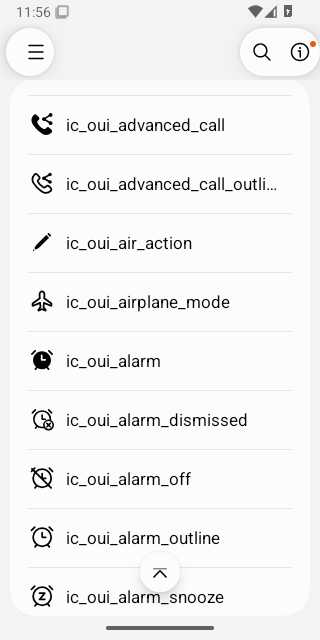 11:56
ic_oui_advanced_call
ic_oui_advanced_call_outli...
ic_oui_air_action
ic_oui_airplane_mode
ic_oui_alarm
ic_oui_alarm_dismissed
ic_oui_alarm_off
ic_oui_alarm_outline
ic_oui_alarm_snooze